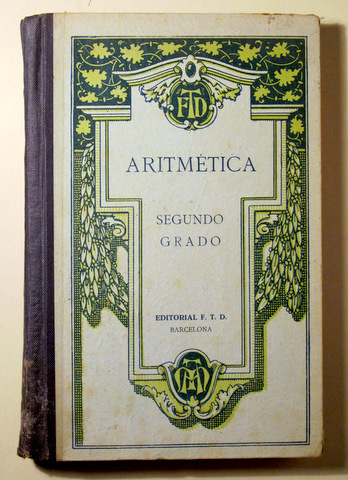 FTD
ARITMÉTICA
SEGUNDO
GRADO
EDITORIAL F. T. D.
BARCELONA